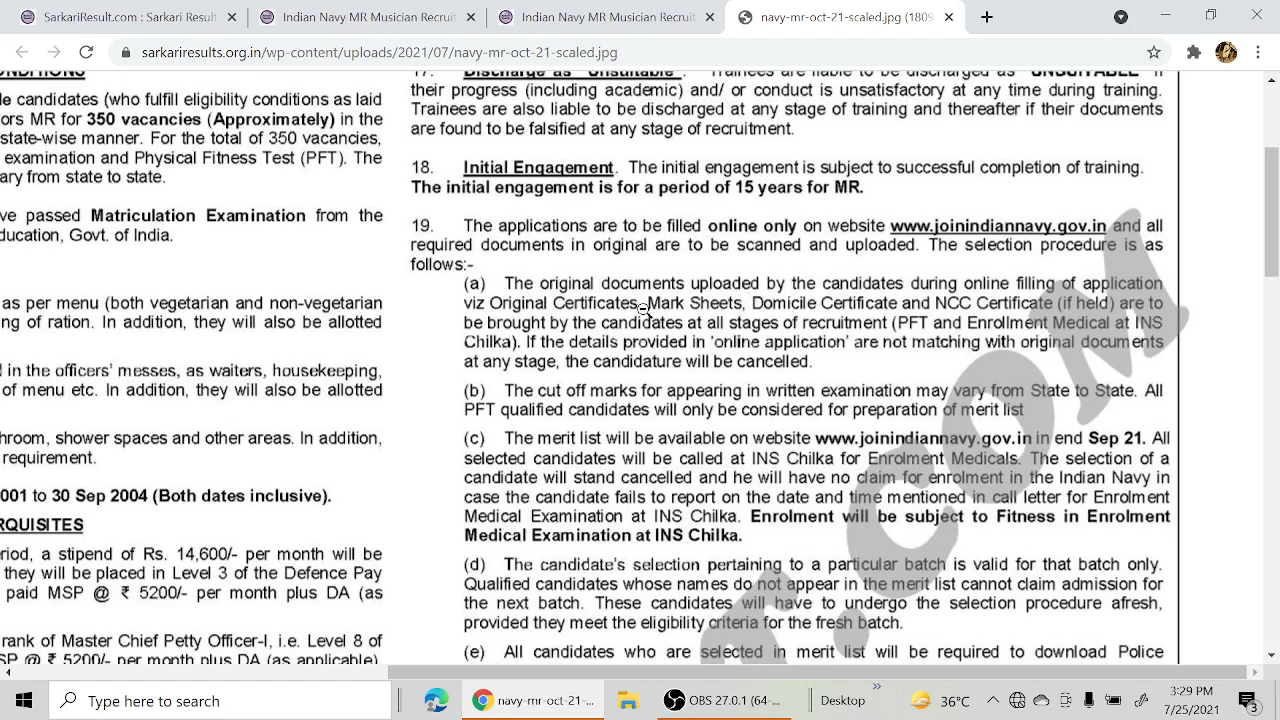 Sarkari Result
Indian Navy MR Musician Recruit
Indian Navy MR Recruitment
navy-mr-oct-21-scaled.jpg (1809
sarkariresults.org.in/wp-content/uploads/2021/07/navy-mr-oct-21-scaled.jpg
ONDITIONS
le candidates (who fulfill eligibility conditions as laid
ors MR for 350 vacancies (Approximately) in the
state-wise manner. For the total of 350 vacancies,
examination and Physical Fitness Test (PFT). The
ary from state to state.
ve passed Matriculation Examination from the
ducation, Govt. of India.
as per menu (both vegetarian and non-vegetarian
ng of ration. In addition, they will also be allotted
d in the officers' messes, as waiters, housekeeping,
of menu etc. In addition, they will also be allotted
hroom, shower spaces and other areas. In addition,
requirement.
001 to 30 Sep 2004 (Both dates inclusive).
RQUISITES
eriod, a stipend of Rs. 14,600/- per month will be
they will be placed in Level 3 of the Defence Pay
paid MSP @ ₹ 5200/- per month plus DA (as
rank of Master Chief Petty Officer-I, i.e. Level 8 of
SP @ ₹ 5200/- per month plus DA (as applicable)
17. Discharge as 'Unsuitable'. Trainees are liable to be discharged as 'UNSUITABLE' if
their progress (including academic) and/ or conduct is unsatisfactory at any time during training.
Trainees are also liable to be discharged at any stage of training and thereafter if their documents
are found to be falsified at any stage of recruitment.
18. Initial Engagement. The initial engagement is subject to successful completion of training.
The initial engagement is for a period of 15 years for MR.
19. The applications are to be filled online only on website www.joinindiannavy.gov.in and all
required documents in original are to be scanned and uploaded. The selection procedure is as
follows:-
(a) The original documents uploaded by the candidates during online filling of application
viz Original Certificates, Mark Sheets, Domicile Certificate and NCC Certificate (if held) are to
be brought by the candidates at all stages of recruitment (PFT and Enrollment Medical at INS
Chilka). If the details provided in 'online application' are not matching with original documents
at any stage, the candidature will be cancelled.
(b) The cut off marks for appearing in written examination may vary from State to State. All
PFT qualified candidates will only be considered for preparation of merit list
(c) The merit list will be available on website www.joinindiannavy.gov.in in end Sep 21. All
selected candidates will be called at INS Chilka for Enrolment Medicals. The selection of a
candidate will stand cancelled and he will have no claim for enrolment in the Indian Navy in
case the candidate fails to report on the date and time mentioned in call letter for Enrolment
Medical Examination at INS Chilka. Enrolment will be subject to Fitness in Enrolment
Medical Examination at INS Chilka.
(d) The candidate's selection pertaining to a particular batch is valid for that batch only.
Qualified candidates whose names do not appear in the merit list cannot claim admission for
the next batch. These candidates will have to undergo the selection procedure afresh,
provided they meet the eligibility criteria for the fresh batch.
(e) All candidates who are selected in merit list will be required to download Police
T.COM
Type here to search
navy-mr-oct-21-...
OBS 27.0.1 (64-...
Desktop
36°C
3:29 PM
7/25/2021
3